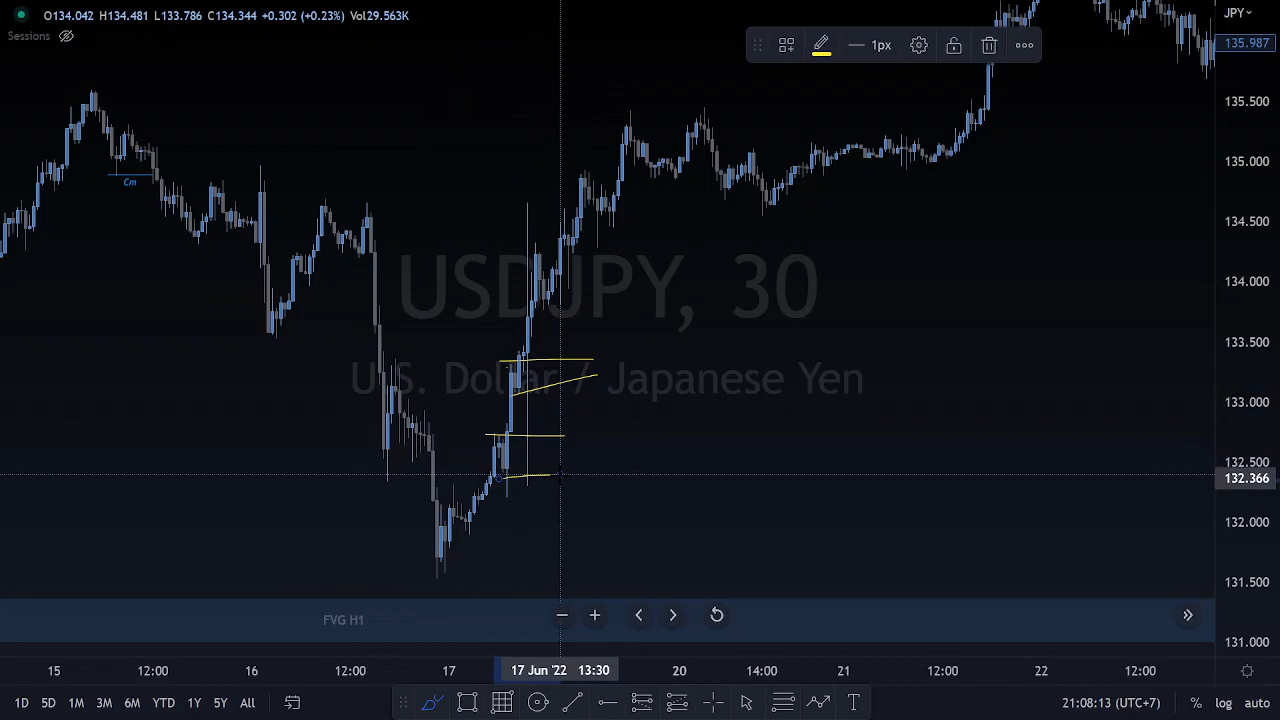 O134.042 H134.481 L133.786 C134.344 +0.302 (+0.23%) Vol29.563K
Sessions
JPY
1px
135.987
135.500
135.000
134.500
134.000
133.500
133.000
132.500
132.366
132.000
131.500
131.000
Cm
USDJPY, 30
U.S. Dollar / Japanese Yen
FVG H1
15 12:00 16 12:00 17 17 Jun '22 13:30 20 14:00 21 12:00 22 12:00
1D 5D 1M 3M 6M YTD 1Y 5Y All
T
21:08:13 (UTC+7) % log auto